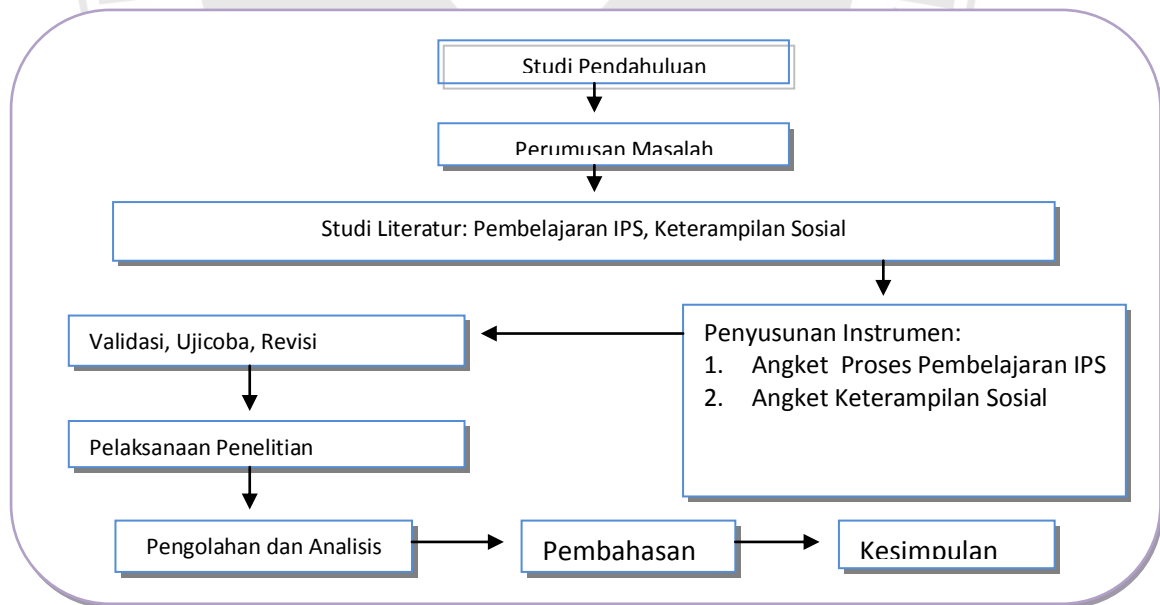 Studi Pendahuluan
Perumusan Masalah
Studi Literatur: Pembelajaran IPS, Keterampilan Sosial
Penyusunan Instrumen:
1. Angket Proses Pembelajaran IPS
2. Angket Keterampilan Sosial
Validasi, Ujicoba, Revisi
Pelaksanaan Penelitian
Pengolahan dan Analisis
Pembahasan
Kesimpulan